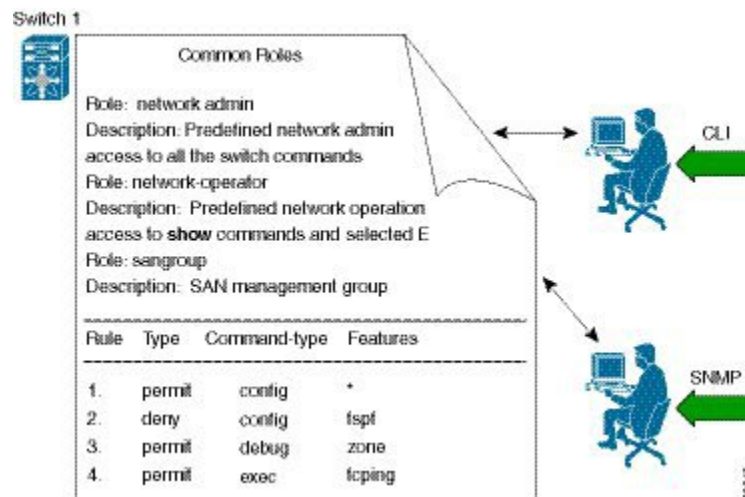 Switch 1
Common Roles
Role: network admin
Description: Predefined network admin
access to all the switch commands
Role: network-operator
Description: Predefined network operation
access to show commands and selected E
Role: sangroup
Description: SAN management group
Rule Type Command-type Features
1. permit config *
2. deny config fspf
3. permit debug zone
4. permit exec fcping
CLI
SNMP